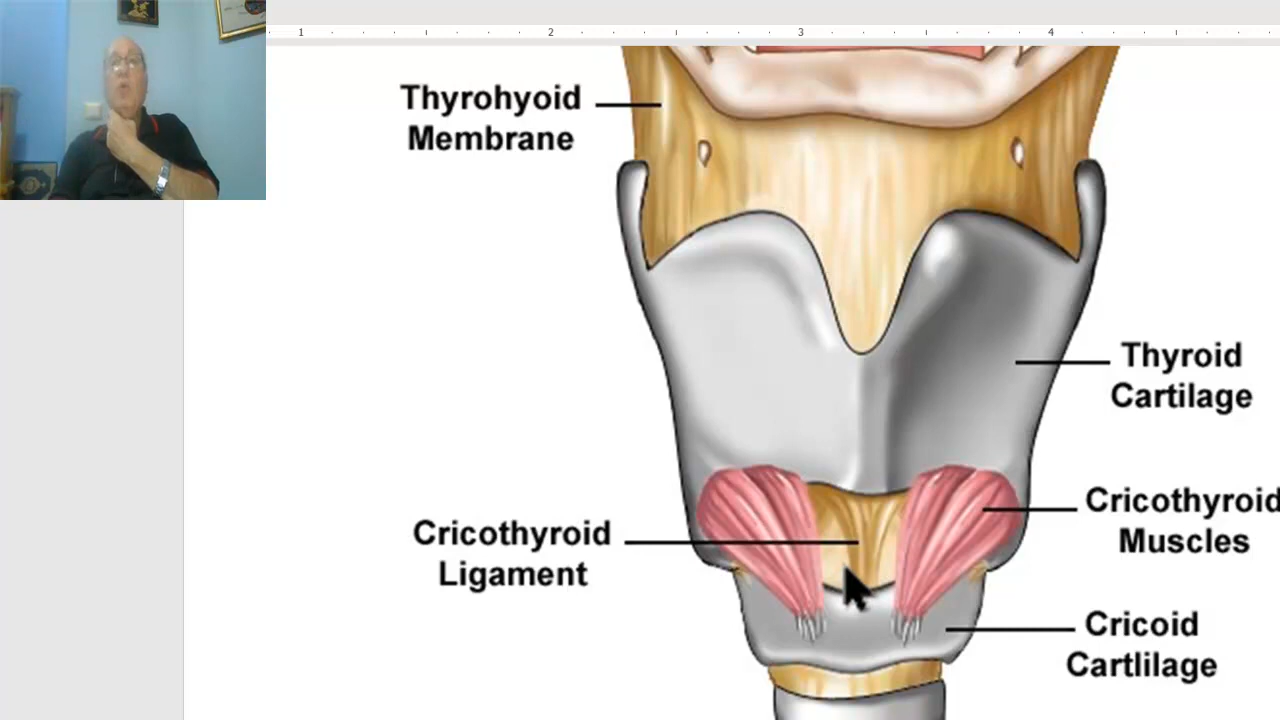 1 2 3 4
Thyrohyoid
Membrane
Thyroid
Cartilage
Cricothyroid
Muscles
Cricothyroid
Ligament
Cricoid
Cartlilage